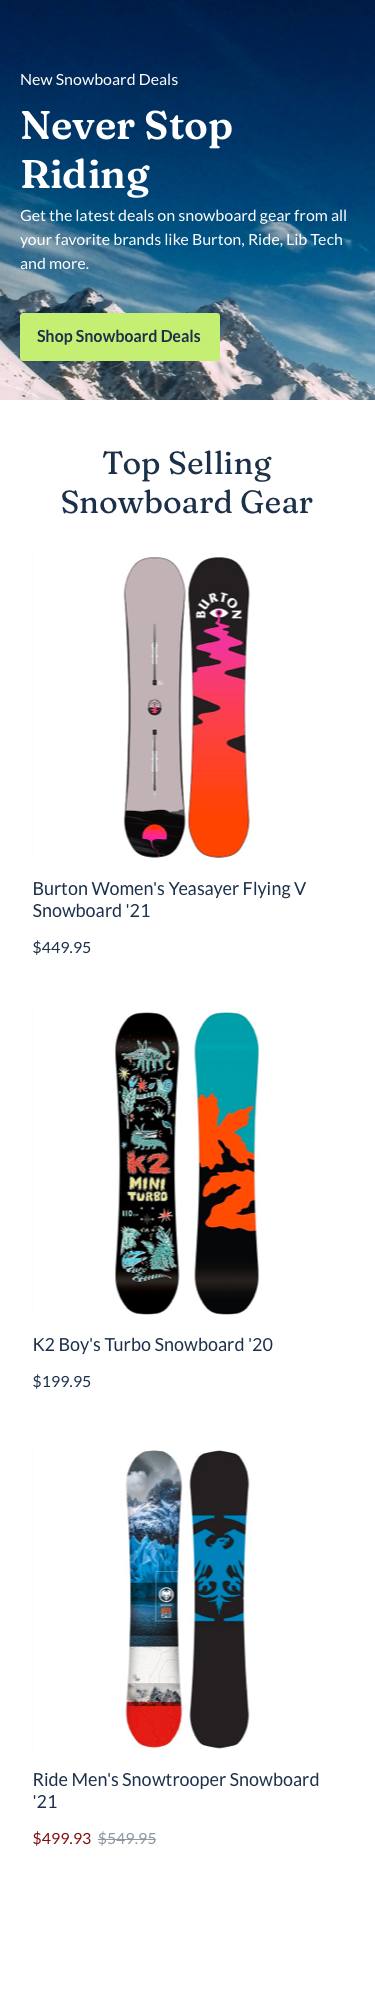 New Snowboard Deals
Never Stop
Riding
Get the latest deals on snowboard gear from all
your favorite brands like Burton, Ride, Lib Tech
and more.
Shop Snowboard Deals
Top Selling
Snowboard Gear
BURTON
Burton Women's Yeasayer Flying V
Snowboard '21
$449.95
K2
MINI
TURBO
110
K2
K2 Boy's Turbo Snowboard '20
$199.95
Ride Men's Snowtrooper Snowboard
'21
$499.93 $549.95